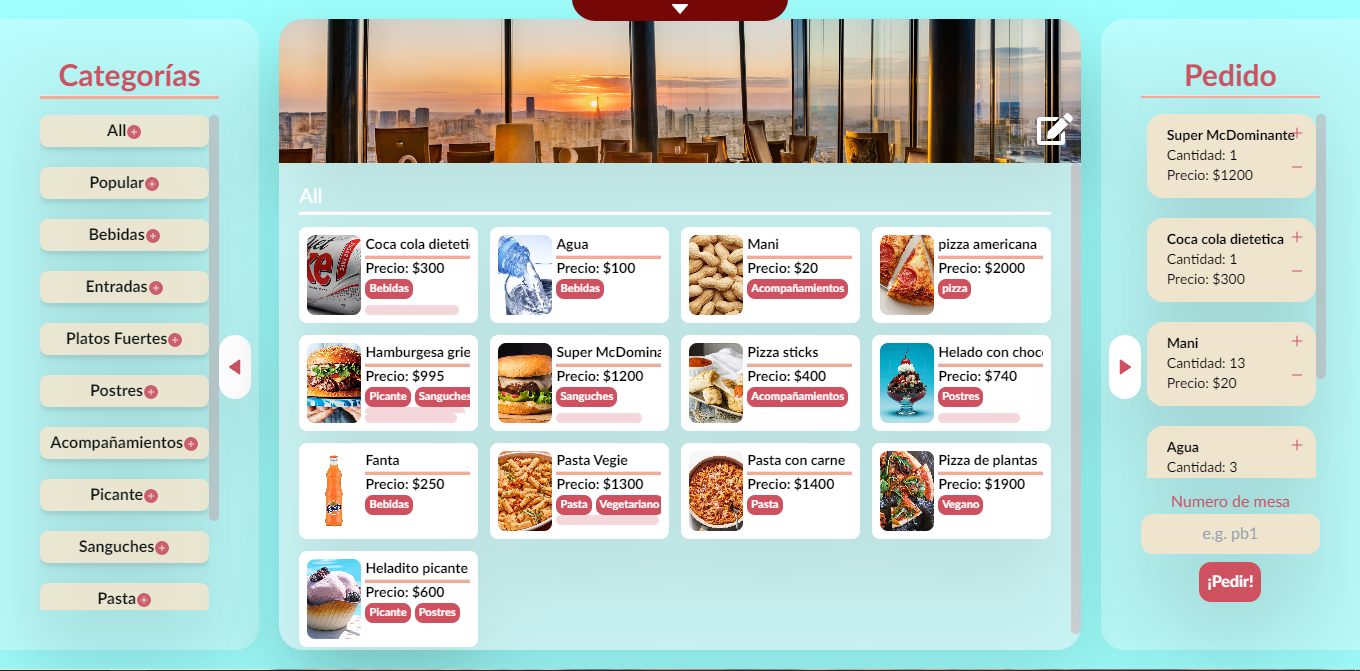 Categorías
All
Popular
Bebidas
Entradas
Platos Fuertes
Postres
Acompañamientos
Picante
Sanguches
Pasta
All
Coca cola dieteti
Precio: $300
Bebidas
Agua
Precio: $100
Bebidas
Mani
Precio: $20
Acompañamientos
pizza americana
Precio: $2000
pizza
Hamburgesa grie
Precio: $995
Picante Sanguches
Super McDomina
Precio: $1200
Sanguches
Pizza sticks
Precio: $400
Acompañamientos
Helado con choc
Precio: $740
Postres
Fanta
Precio: $250
Bebidas
Pasta Vegie
Precio: $1300
Pasta Vegetariano
Pasta con carne
Precio: $1400
Pasta
Pizza de plantas
Precio: $1900
Vegano
Heladito picante
Precio: $600
Picante Postres
Pedido
Super McDominante
Cantidad: 1
Precio: $1200
Coca cola dietetica
Cantidad: 1
Precio: $300
Mani
Cantidad: 13
Precio: $20
Agua
Cantidad: 3
Numero de mesa
e.g. pb1
¡Pedir!